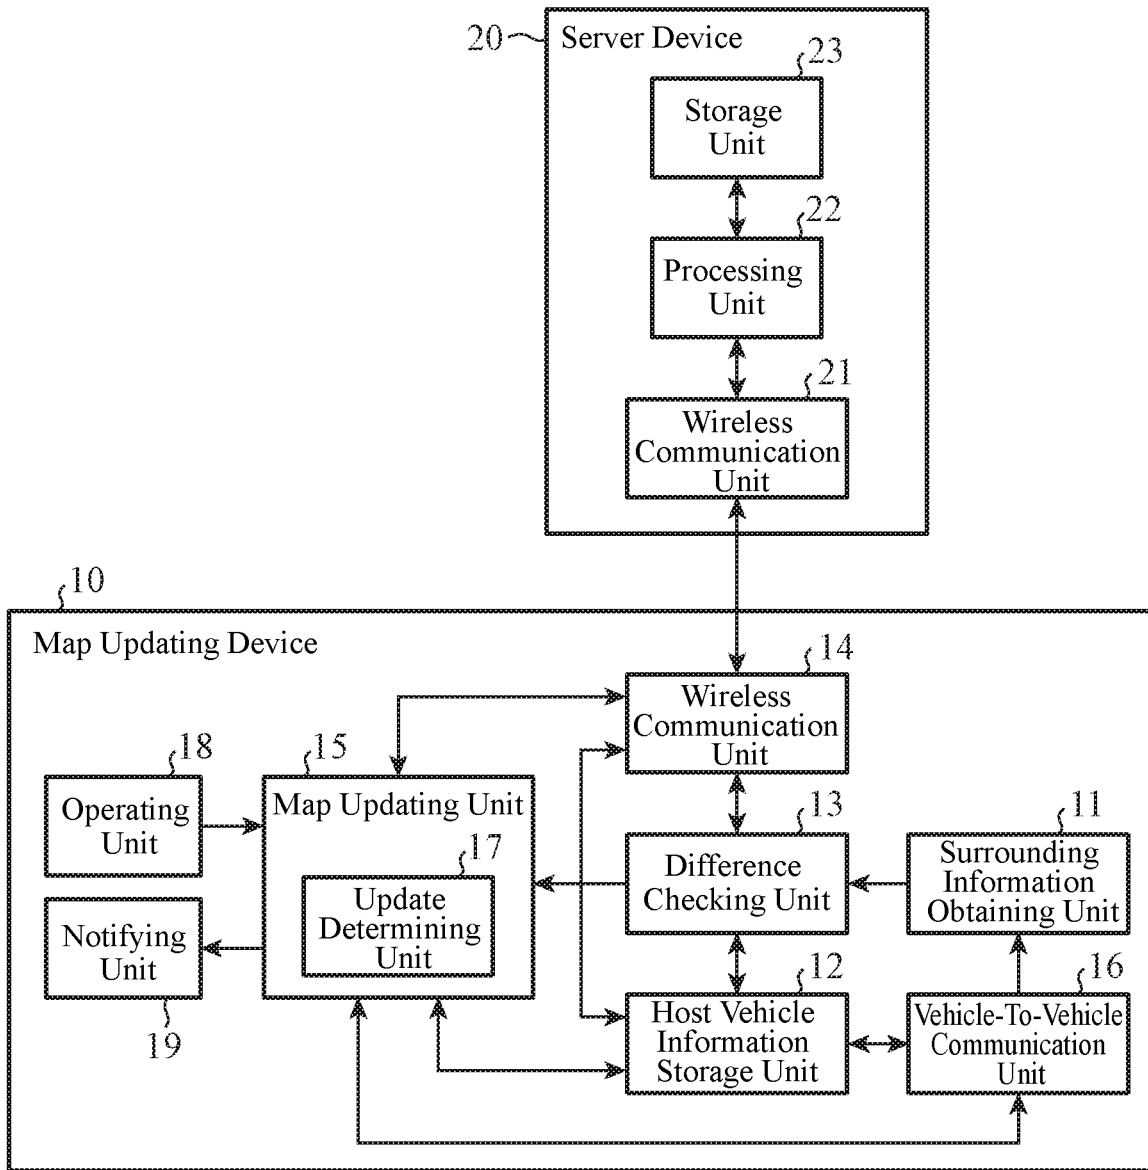 20
Server Device
23
Storage
Unit
22
Processing
Unit
21
Wireless
Communication
Unit
10
Map Updating Device
14
Wireless
Communication
Unit
18
Operating
Unit
15
Map Updating Unit
13
Difference
Checking Unit
11
Surrounding
Information
Obtaining Unit
17
Update
Determining
Unit
Notifying
Unit
19
12
Host Vehicle
Information
Storage Unit
16
Vehicle-To-Vehicle
Communication
Unit